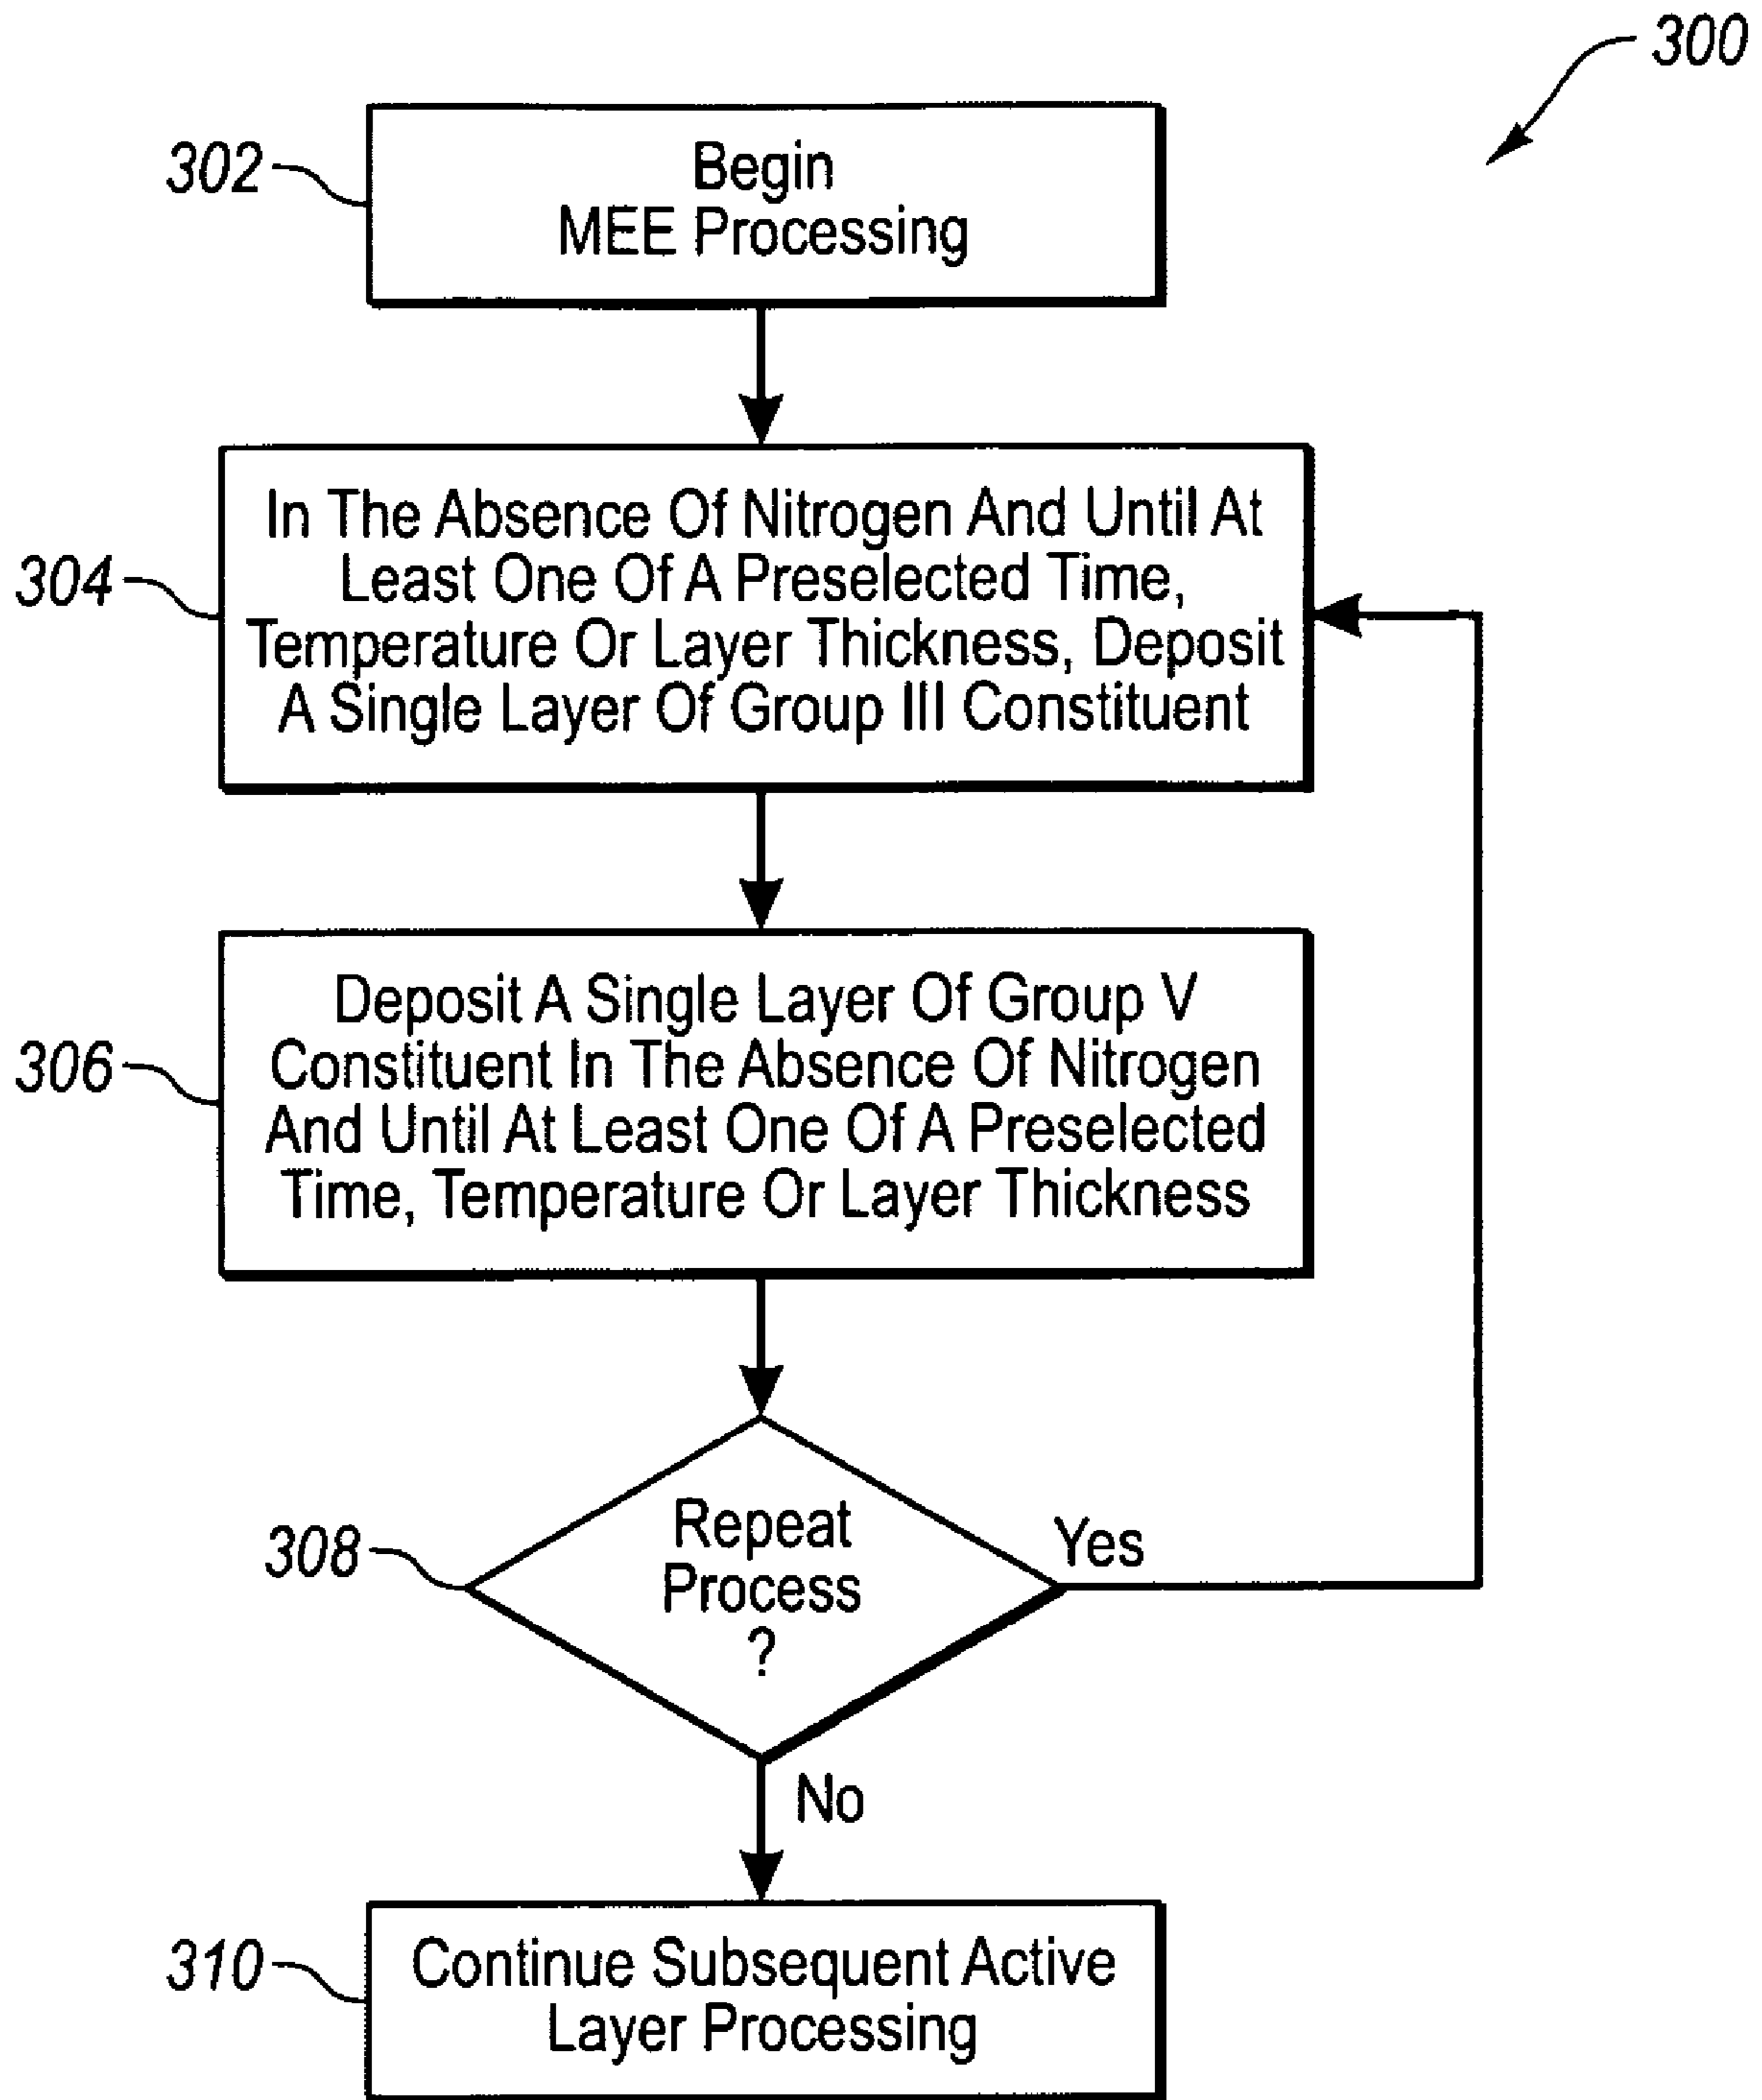 300
302
Begin
MEE Processing
304
In The Absence Of Nitrogen And Until At
Least One Of A Preselected Time,
Temperature Or Layer Thickness, Deposit
A Single Layer Of Group III Constituent
306
Deposit A Single Layer Of Group V
Constituent In The Absence Of Nitrogen
And Until At Least One Of A Preselected
Time, Temperature Or Layer Thickness
308
Repeat
Process
?
Yes
No
310
Continue Subsequent Active
Layer Processing